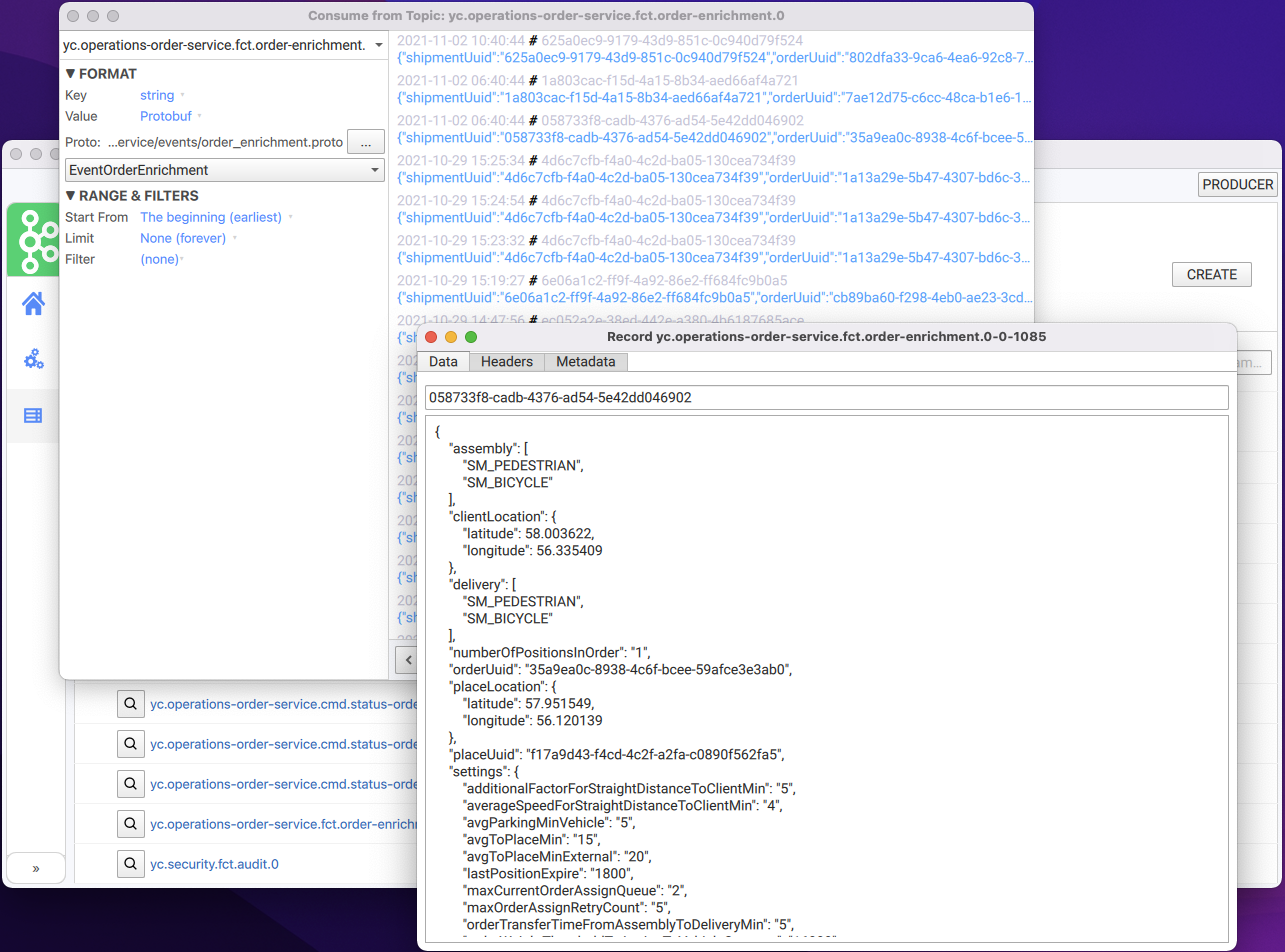 Consume from Topic: yc.operations-order-service.fct.order-enrichment.0
yc.operations-order-service.fct.order-enrichment.
▼ FORMAT
Key string
Value Protobuf
Proto: ...ervice/events/order_enrichment.proto ...
EventOrderEnrichment
▼ RANGE & FILTERS
Start From The beginning (earliest)
Limit None (forever)
Filter (none)
2021-11-02 10:40:44 # 625a0ec9-9179-43d9-851c-0c940d79f524
{"shipmentUuid":"625a0ec9-9179-43d9-851c-0c940d79f524","orderUuid":"802dfa33-9ca6-4ea6-92c8-7...
2021-11-02 06:40:44 # 1a803cac-f15d-4a15-8b34-aed66af4a721
{"shipmentUuid":"1a803cac-f15d-4a15-8b34-aed66af4a721","orderUuid":"7ae12d75-c6cc-48ca-b1e6-1...
2021-11-02 06:40:44 # 058733f8-cadb-4376-ad54-5e42dd046902
{"shipmentUuid":"058733f8-cadb-4376-ad54-5e42dd046902","orderUuid":"35a9ea0c-8938-4c6f-bcee-5...
2021-10-29 15:25:34 # 4d6c7cfb-f4a0-4c2d-ba05-130cea734f39
{"shipmentUuid":"4d6c7cfb-f4a0-4c2d-ba05-130cea734f39","orderUuid":"1a13a29e-5b47-4307-bd6c-3...
2021-10-29 15:24:54 # 4d6c7cfb-f4a0-4c2d-ba05-130cea734f39
{"shipmentUuid":"4d6c7cfb-f4a0-4c2d-ba05-130cea734f39","orderUuid":"1a13a29e-5b47-4307-bd6c-3...
2021-10-29 15:23:32 # 4d6c7cfb-f4a0-4c2d-ba05-130cea734f39
{"shipmentUuid":"4d6c7cfb-f4a0-4c2d-ba05-130cea734f39","orderUuid":"1a13a29e-5b47-4307-bd6c-3...
2021-10-29 15:19:27 # 6e06a1c2-ff9f-4a92-86e2-ff684fc9b0a5
{"shipmentUuid":"6e06a1c2-ff9f-4a92-86e2-ff684fc9b0a5","orderUuid":"cb89ba60-f298-4eb0-ae23-3cd...
2021-10-29 14:47:56 # ec052a2e-38ed-442e-a380-4b6187685ace
PRODUCER
CREATE
Record yc.operations-order-service.fct.order-enrichment.0-0-1085
Data Headers Metadata
058733f8-cadb-4376-ad54-5e42dd046902
{
"assembly": [
"SM_PEDESTRIAN",
"SM_BICYCLE"
],
"clientLocation": {
"latitude": 58.003622,
"longitude": 56.335409
},
"delivery": [
"SM_PEDESTRIAN",
"SM_BICYCLE"
],
"numberOfPositionsInOrder": "1",
"orderUuid": "35a9ea0c-8938-4c6f-bcee-59afce3e3ab0",
"placeLocation": {
"latitude": 57.951549,
"longitude": 56.120139
},
"placeUuid": "f17a9d43-f4cd-4c2f-a2fa-c0890f562fa5",
"settings": {
"additionalFactorForStraightDistanceToClientMin": "5",
"averageSpeedForStraightDistanceToClientMin": "4",
"avgParkingMinVehicle": "5",
"avgToPlaceMin": "15",
"avgToPlaceMinExternal": "20",
"lastPositionExpire": "1800",
"maxCurrentOrderAssignQueue": "2",
"maxOrderAssignRetryCount": "5",
"orderTransferTimeFromAssemblyToDeliveryMin": "5",
yc.operations-order-service.cmd.status-orde
yc.operations-order-service.cmd.status-orde
yc.operations-order-service.cmd.status-orde
yc.operations-order-service.fct.order-enrichm
yc.security.fct.audit.0
»